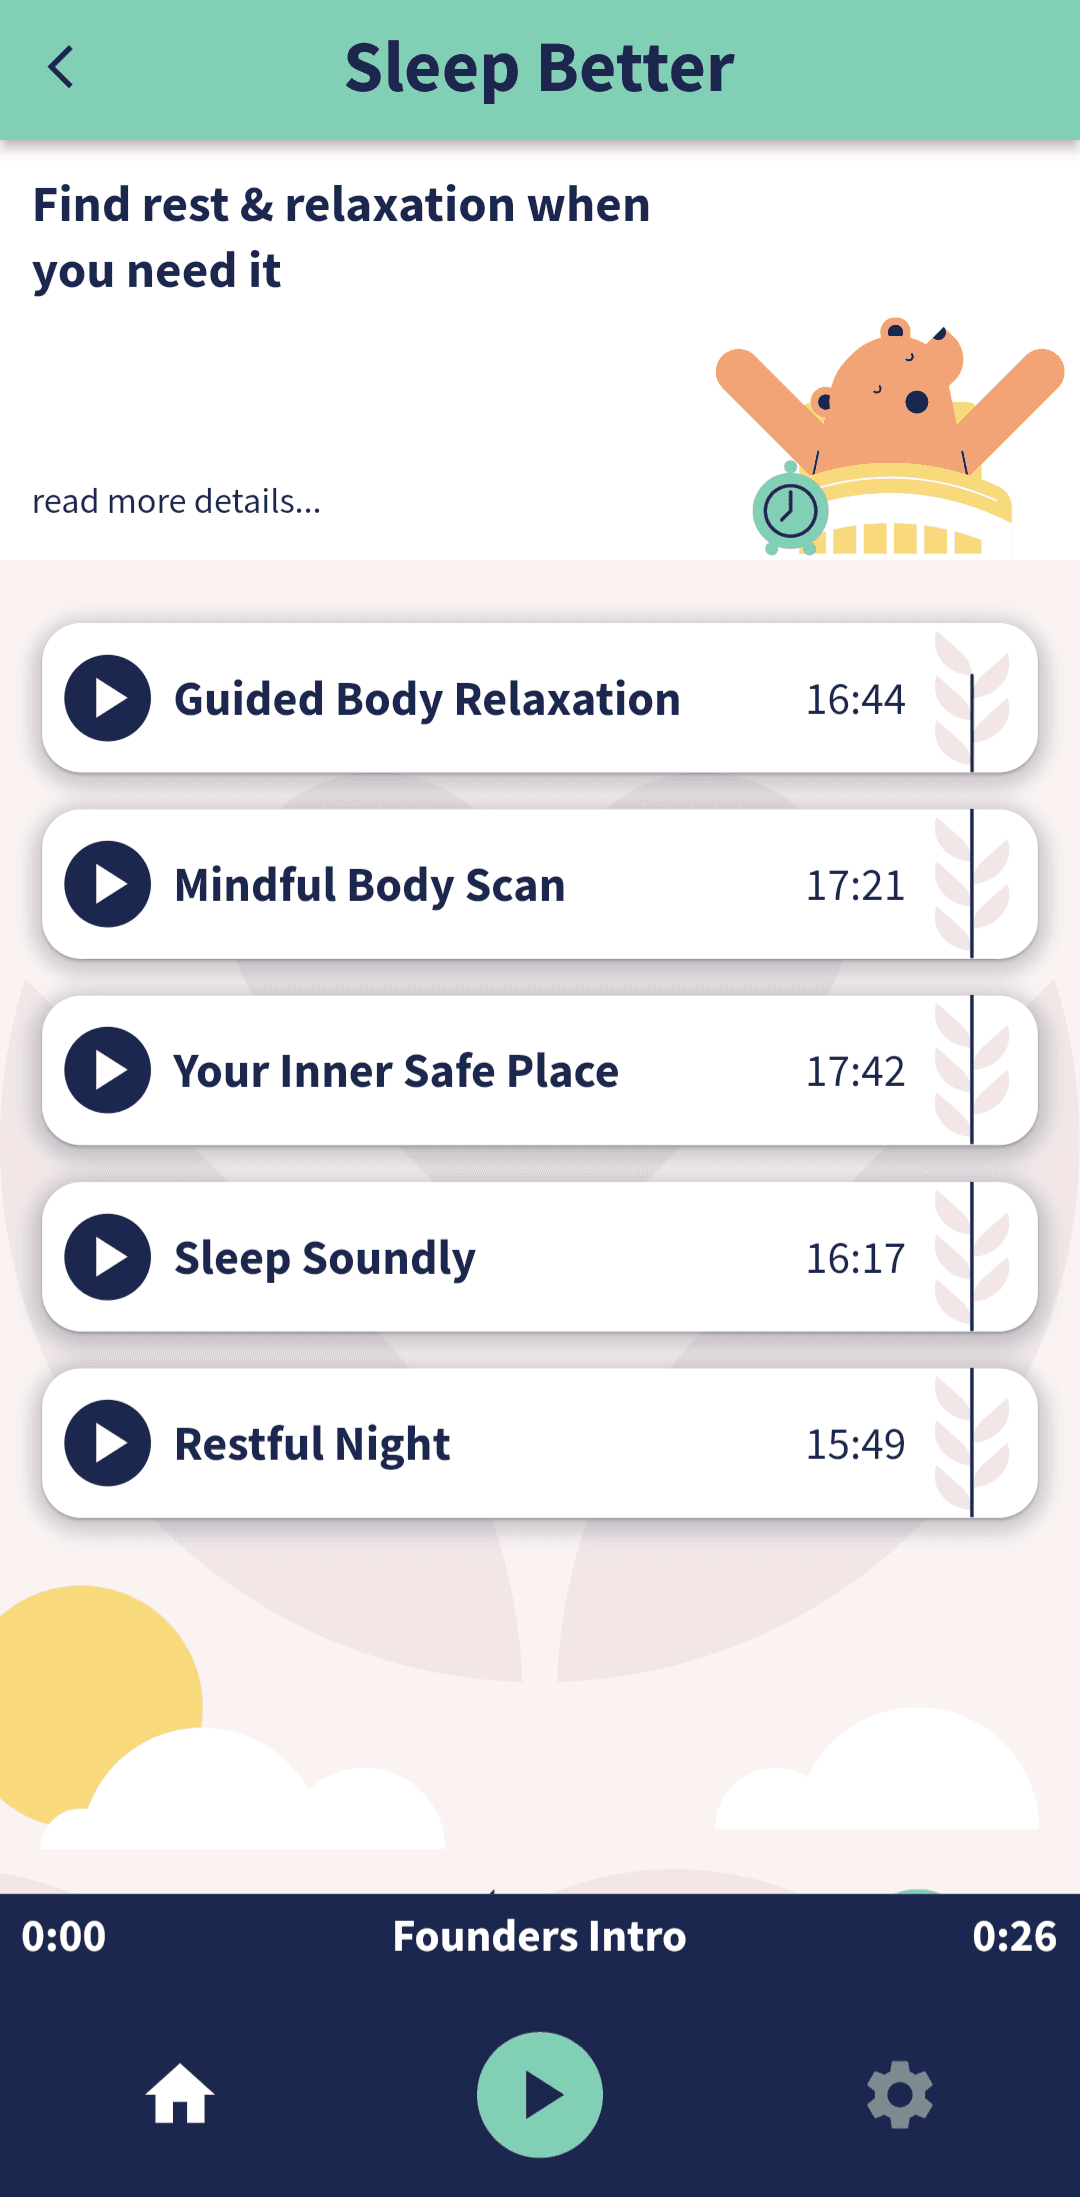 Sleep Better
Find rest & relaxation when
you need it
read more details...
Guided Body Relaxation 16:44
Mindful Body Scan 17:21
Your Inner Safe Place 17:42
Sleep Soundly 16:17
Restful Night 15:49
0:00 Founders Intro 0:26